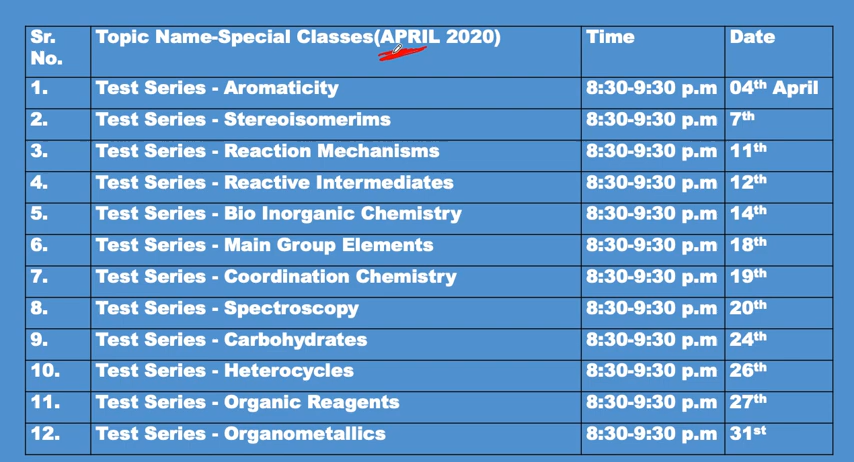 Sr. No. Topic Name-Special Classes(APRIL 2020) Time Date
1. Test Series - Aromaticity 8:30-9:30 p.m 04th April
2. Test Series - Stereoisomerims 8:30-9:30 p.m 7th
3. Test Series - Reaction Mechanisms 8:30-9:30 p.m 11th
4. Test Series - Reactive Intermediates 8:30-9:30 p.m 12th
5. Test Series - Bio Inorganic Chemistry 8:30-9:30 p.m 14th
6. Test Series - Main Group Elements 8:30-9:30 p.m 18th
7. Test Series - Coordination Chemistry 8:30-9:30 p.m 19th
8. Test Series - Spectroscopy 8:30-9:30 p.m 20th
9. Test Series - Carbohydrates 8:30-9:30 p.m 24th
10. Test Series - Heterocycles 8:30-9:30 p.m 26th
11. Test Series - Organic Reagents 8:30-9:30 p.m 27th
12. Test Series - Organometallics 8:30-9:30 p.m 31st